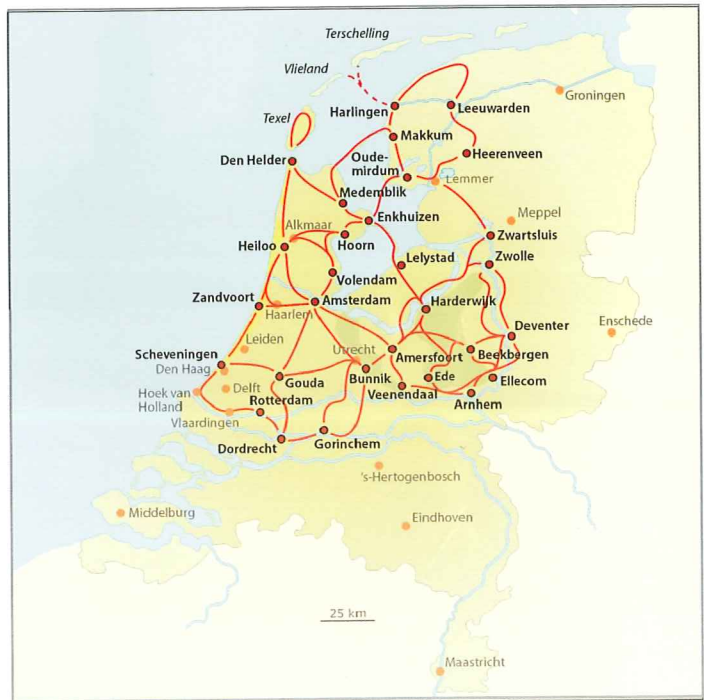 Terschelling
Vlieland
Groningen
Harlingen
Leeuwarden
Texel
Makkum
Oude-
mirdum
Heerenveen
Den Helder
Lemmer
Medemblik
Enkhuizen
Meppel
Alkmaar
Hoorn
Zwartsluis
Heiloo
Lelystad
Zwolle
Volendam
Zandvoort
Amsterdam
Harderwijk
Haarlem
Enschede
Deventer
Leiden
Utrecht
Scheveningen
Amersfoort
Beekbergen
Den Haag
Bunnik
Ede
Ellecom
Gouda
Delft
Hoek van
Holland
Veenendaal
Rotterdam
Arnhem
Vlaardingen
Dordrecht
Gorinchem
's-Hertogenbosch
Middelburg
Eindhoven
25 km
Maastricht